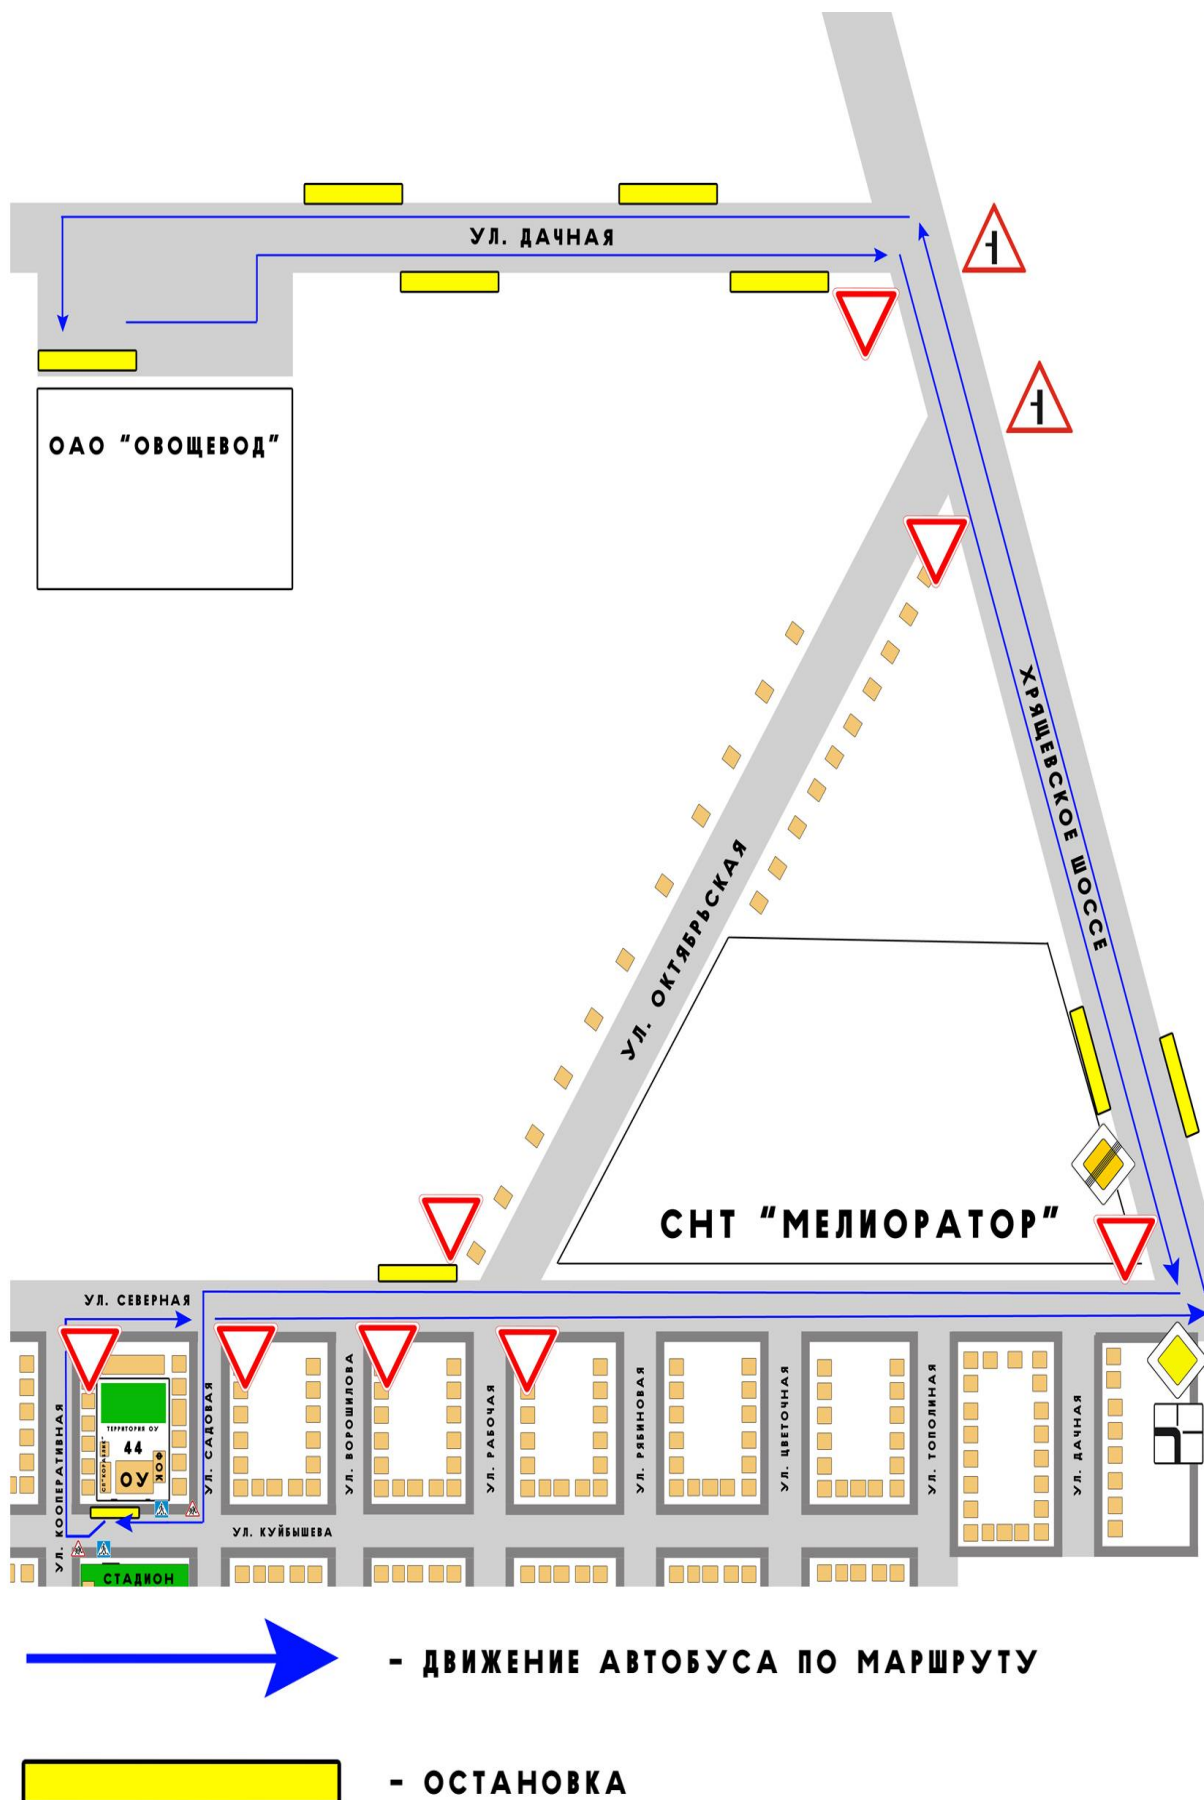 УЛ. ДАЧНАЯ
ОАО "ОВОЩЕВОД"
ХРЯЩЕВСКОЕ ШОССЕ
УЛ. ОКТЯБРЬСКАЯ
СНТ "МЕЛИОРАТОР"
УЛ. СЕВЕРНАЯ
УЛ. КООПЕРАТИВНАЯ
ТЕРРИТОРИЯ ОУ
44
СП "КОРАБЛИК"
ОУ
ФОК
УЛ. САДОВАЯ
УЛ. ВОРОШИЛОВА
УЛ. РАБОЧАЯ
УЛ. РЯБИНОВАЯ
УЛ. ЦВЕТОЧНАЯ
УЛ. ТОПОЛИНАЯ
УЛ. ДАЧНАЯ
УЛ. КУЙБЫШЕВА
СТАДИОН
- ДВИЖЕНИЕ АВТОБУСА ПО МАРШРУТУ
- ОСТАНОВКА